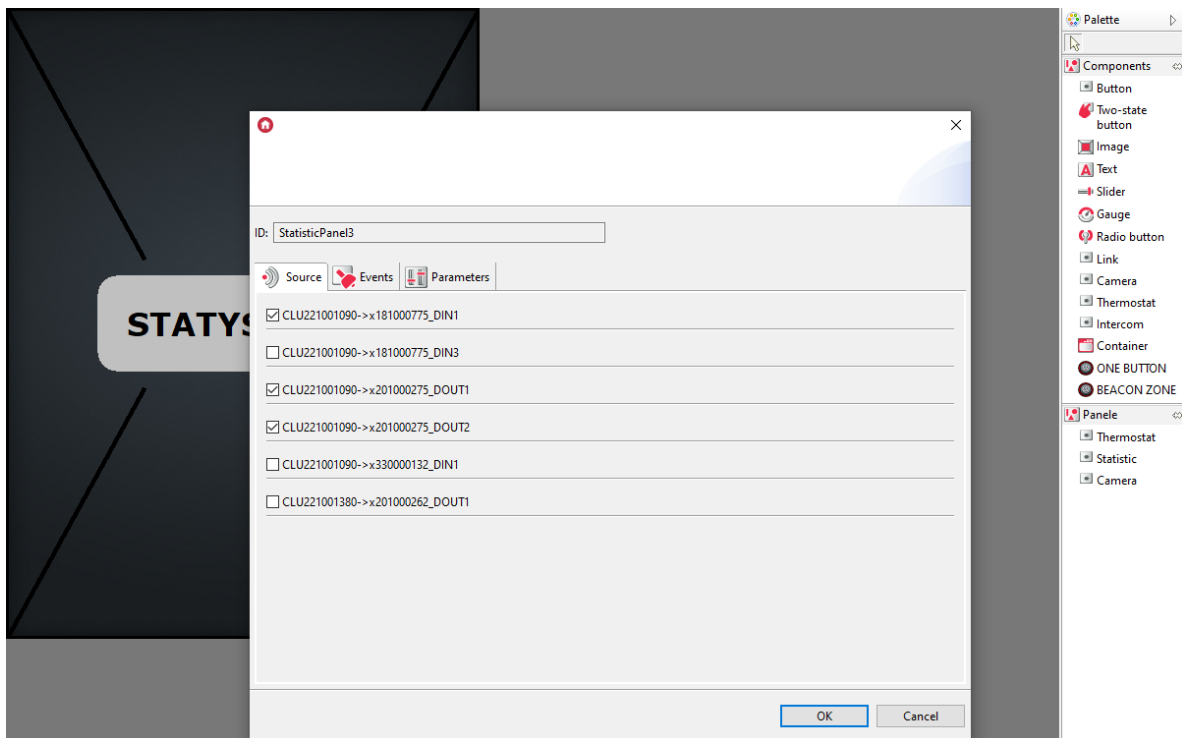 STATYS
ID: StatisticPanel3
Source
Events
Parameters
CLU221001090->x181000775_DIN1
CLU221001090->x181000775_DIN3
CLU221001090->x201000275_DOUT1
CLU221001090->x201000275_DOUT2
CLU221001090->x330000132_DIN1
CLU221001380->x201000262_DOUT1
OK
Cancel
Palette
Components
Button
Two-state
button
Image
A Text
Slider
Gauge
Radio button
Link
Camera
Thermostat
Intercom
Container
ONE BUTTON
BEACON ZONE
Panele
Thermostat
Statistic
Camera